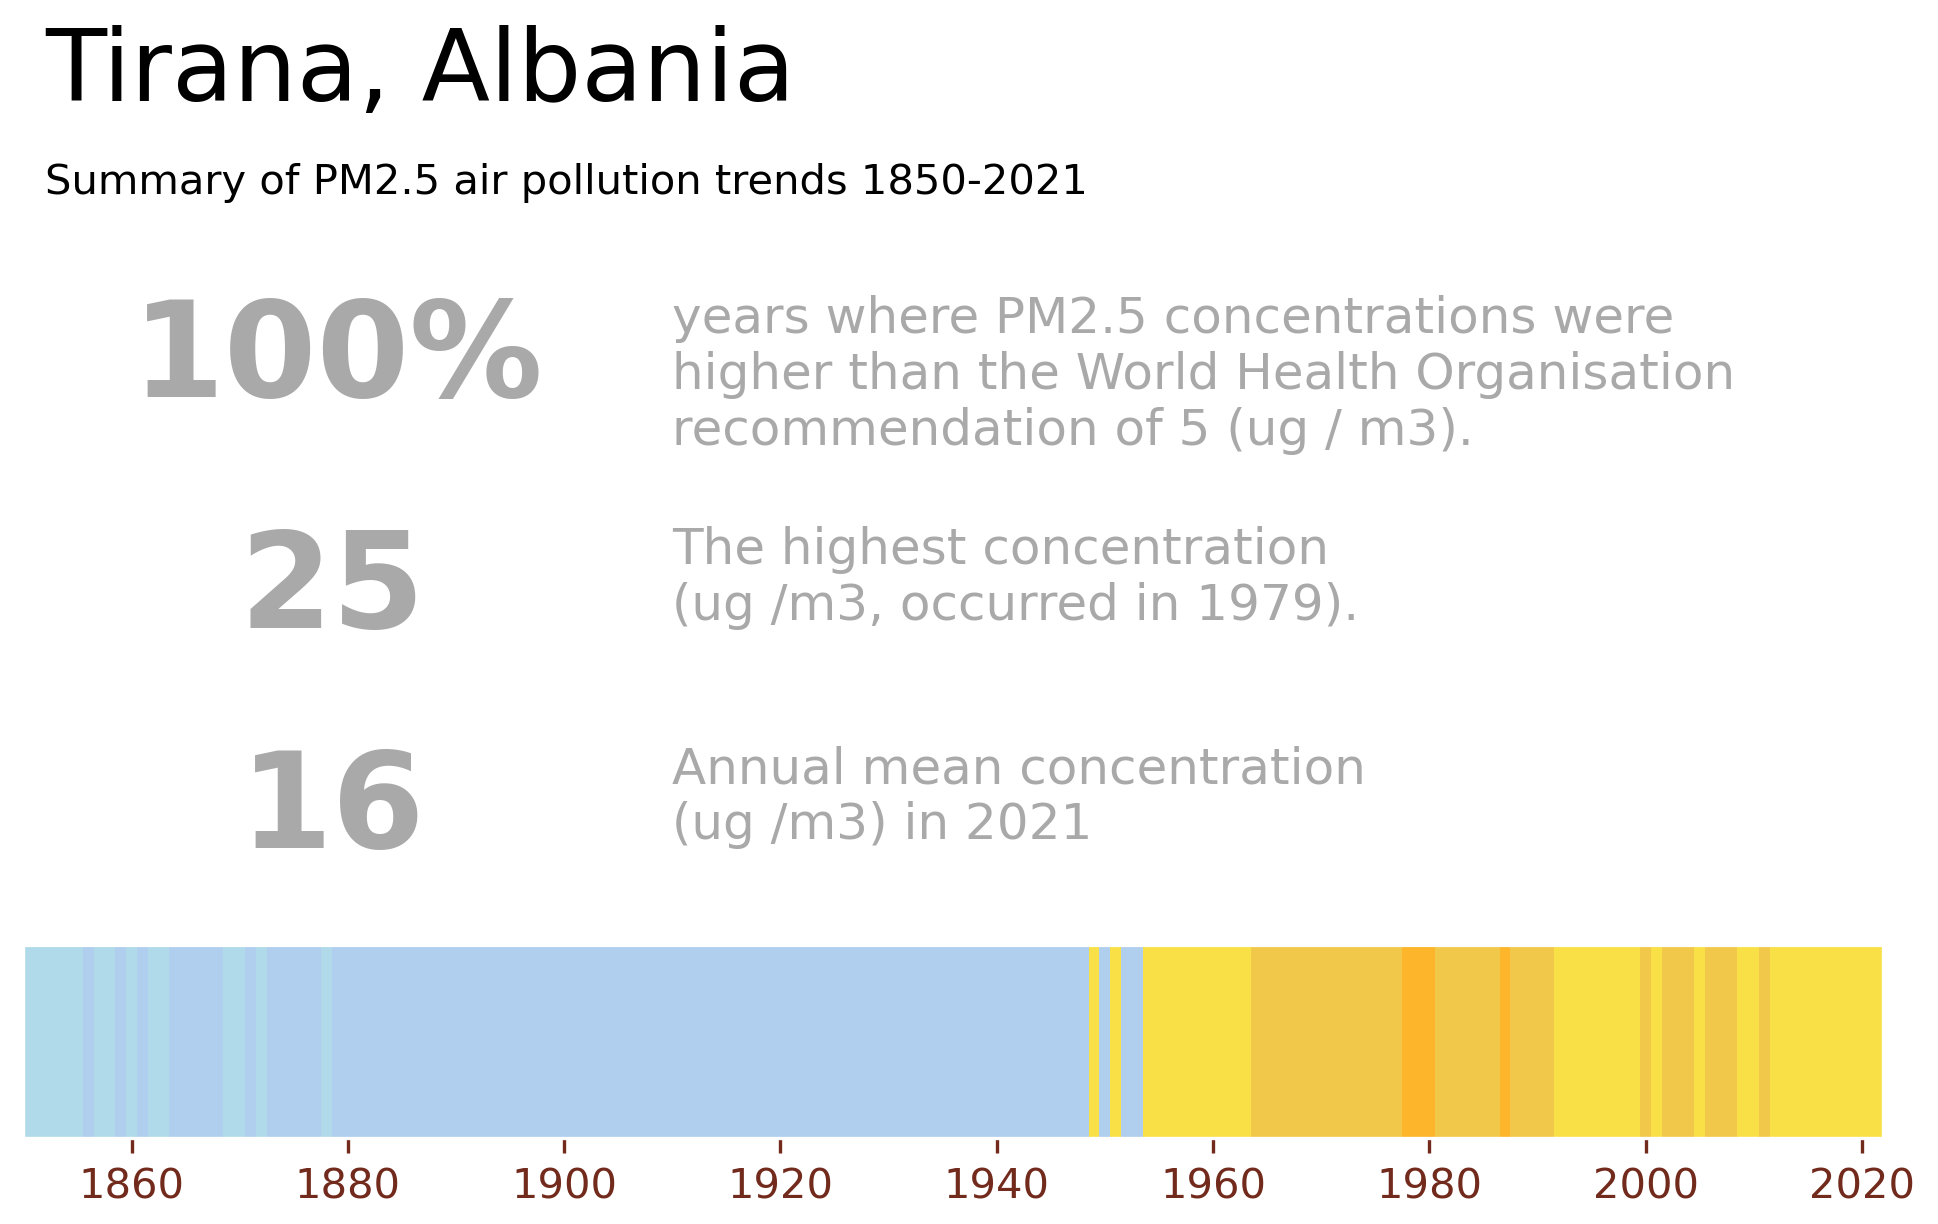 Tirana, Albania
Summary of PM2.5 air pollution trends 1850-2021
100%
years where PM2.5 concentrations were
higher than the World Health Organisation
recommendation of 5 (ug / m3).
25
The highest concentration
(ug /m3, occurred in 1979).
16
Annual mean concentration
(ug /m3) in 2021
1860 1880 1900 1920 1940 1960 1980 2000 2020